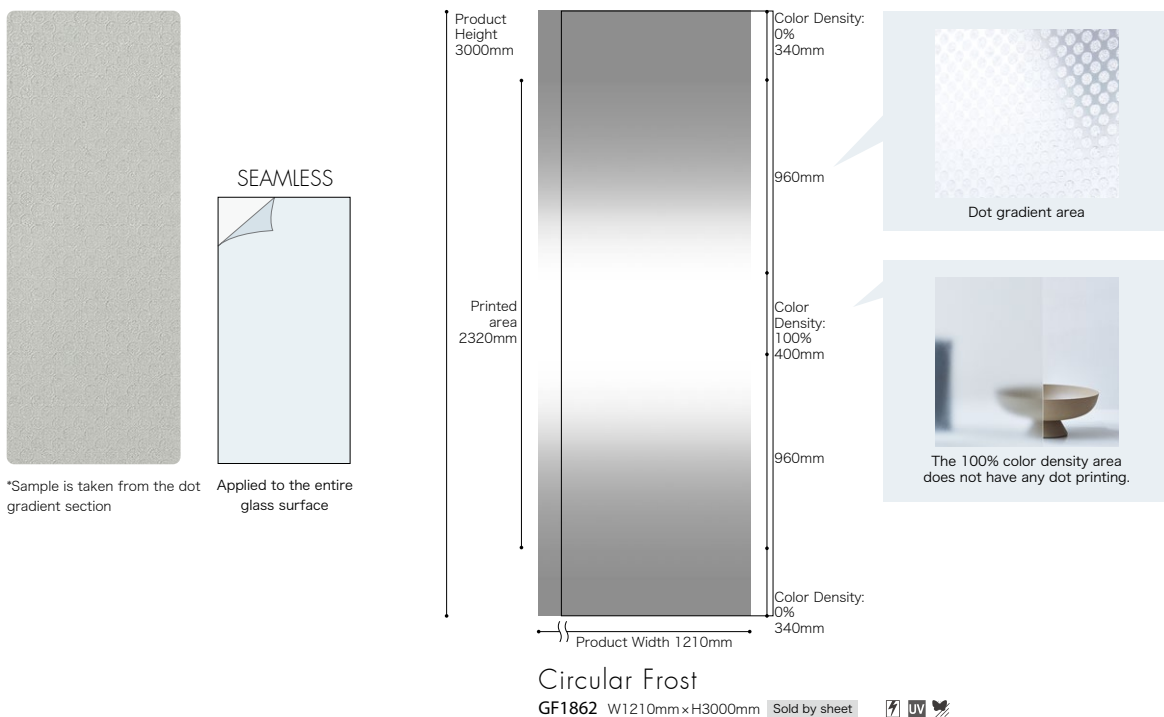 SEAMLESS
*Sample is taken from the dot
gradient section
Applied to the entire
glass surface
Product
Height
3000mm
Printed
area
2320mm
Color Density:
0%
340mm
960mm
Color
Density:
100%
400mm
960mm
Color Density:
0%
340mm
Product Width 1210mm
Dot gradient area
The 100% color density area
does not have any dot printing.
Circular Frost
GF1862 W1210mm×H3000mm Sold by sheet UV